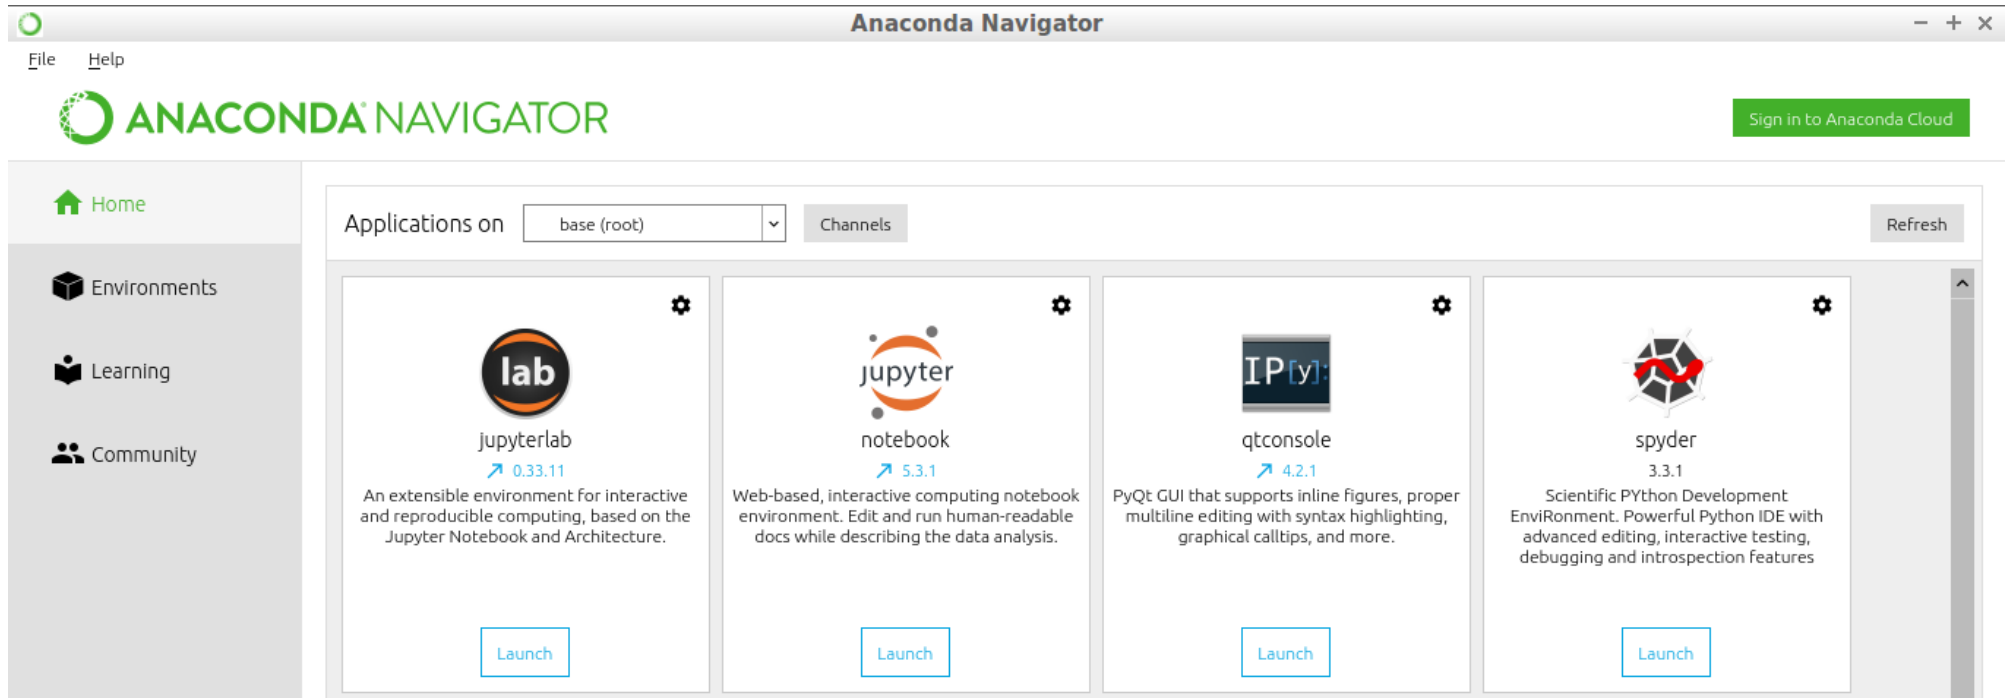 Anaconda Navigator
File Help
ANACONDA NAVIGATOR
Sign in to Anaconda Cloud
Home
Environments
Learning
Community
Applications on base (root) Channels Refresh
lab
jupyterlab
0.33.11
An extensible environment for interactive
and reproducible computing, based on the
Jupyter Notebook and Architecture.
Launch
jupyter
notebook
5.3.1
Web-based, interactive computing notebook
environment. Edit and run human-readable
docs while describing the data analysis.
Launch
IP[y]:
qtconsole
4.2.1
PyQt GUI that supports inline figures, proper
multiline editing with syntax highlighting,
graphical calltips, and more.
Launch
spyder
3.3.1
Scientific PYthon Development
EnviRonment. Powerful Python IDE with
advanced editing, interactive testing,
debugging and introspection features
Launch